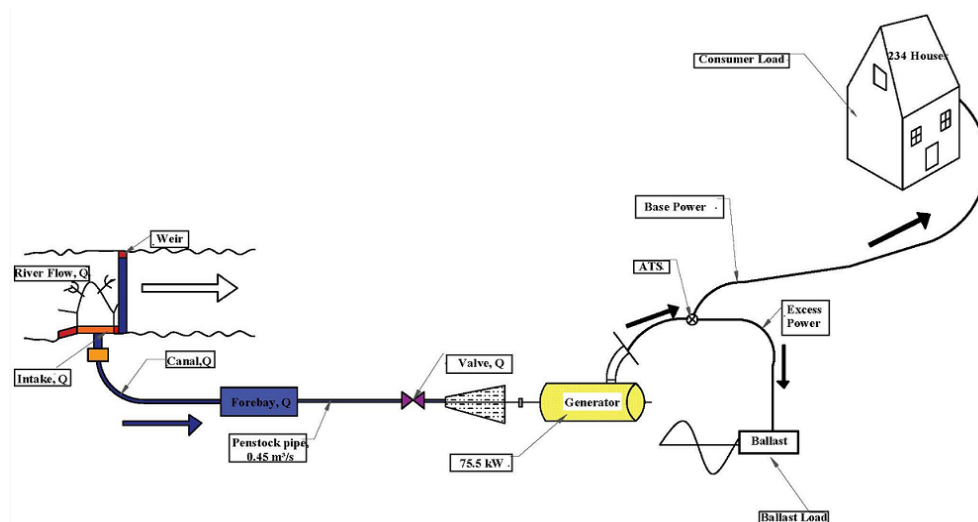 234 Houses
Consumer Load
Base Power
Weir
River Flow, Q
ATS
Excess
Power
Canal,Q
Valve, Q
Intake, Q
Forebay, Q
Generator
Penstock pipe,
0.45 m³/s
75.5 kW
Ballast
Ballast Load